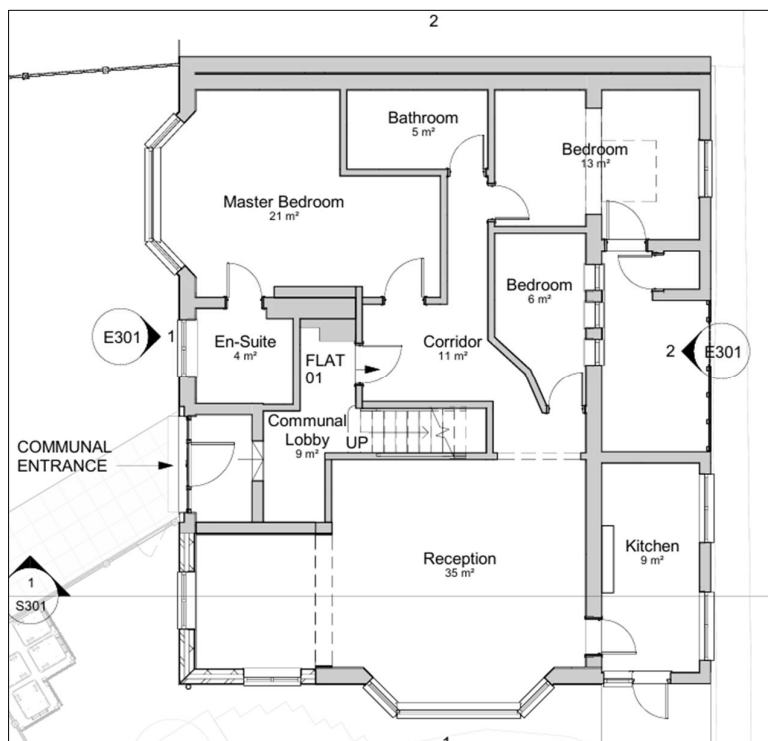 2
Bathroom
5 m²
Bedroom
13 m²
Master Bedroom
21 m²
Bedroom
6 m²
E301
1
En-Suite
4 m²
FLAT
01
Corridor
11 m²
2
E301
Communal
Lobby
9 m²
UP
COMMUNAL
ENTRANCE
Reception
35 m²
Kitchen
9 m²
1
S301
1